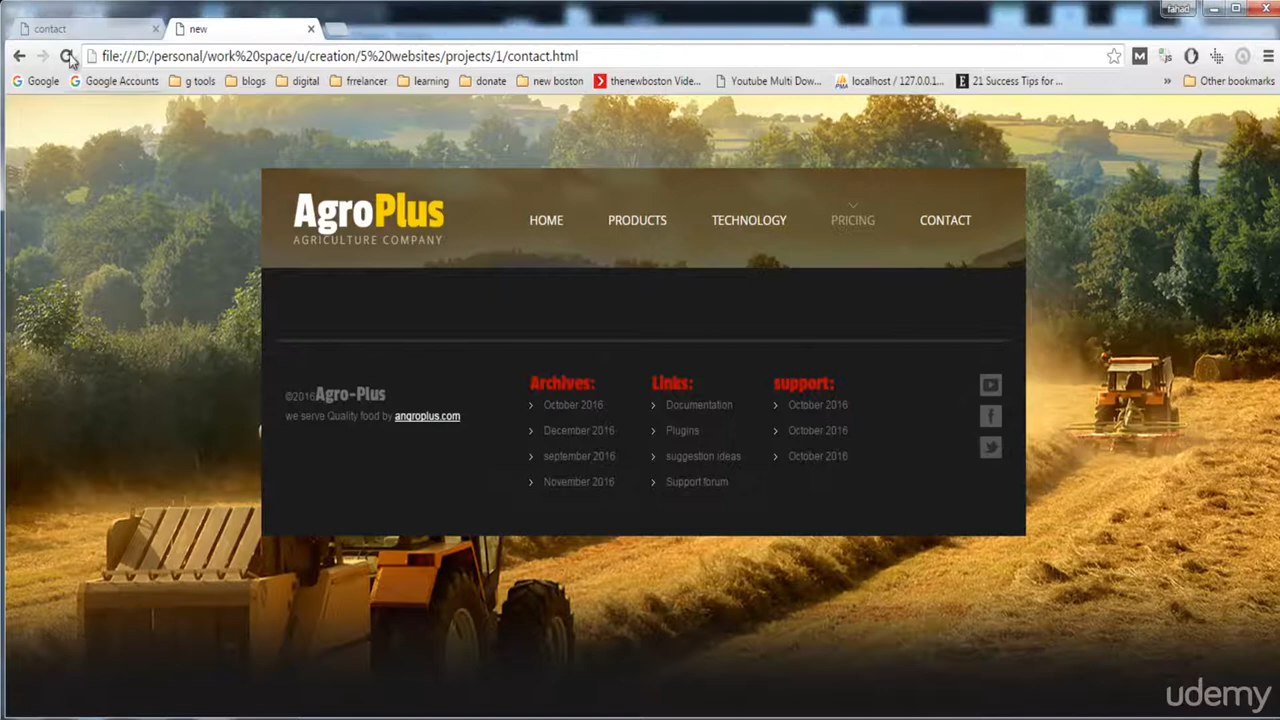 contact
new
tahad
file:///D:/personal/work%20space/u/creation/5%20websites/projects/1/contact.html
Google
Google Accounts
g tools
blogs
digital
frrelancer
learning
donate
new boston
thenewboston Vide...
Youtube Multi Dow...
localhost / 127.0.0.1...
21 Success Tips for ...
»
Other bookmarks
AgroPlus
AGRICULTURE COMPANY
HOME PRODUCTS TECHNOLOGY PRICING CONTACT
©2016Agro-Plus
we serve Quality food by angroplus.com
Archives:
October 2016
December 2016
september 2016
November 2016
Links:
Documentation
Plugins
suggestion ideas
Support forum
support:
October 2016
October 2016
October 2016
udemy